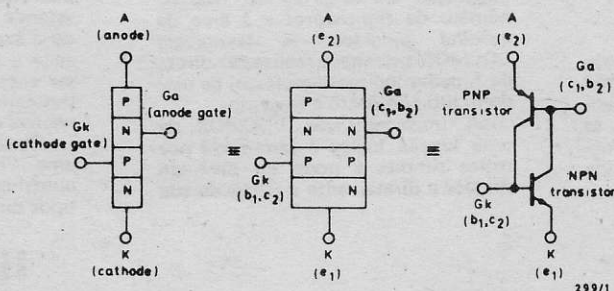 A
(anode)
P
N
P
N
Ga
(anode gate)
Gk
(cathode gate)
K
(cathode)
≡
A
(e2)
P
N N
P P
N
Ga
(c1, b2)
Gk
(b1, c2)
K
(e1)
≡
A
(e2)
PNP
transistor
Ga
(c1, b2)
Gk
(b1, c2)
NPN
transistor
K
(e1)
299/1